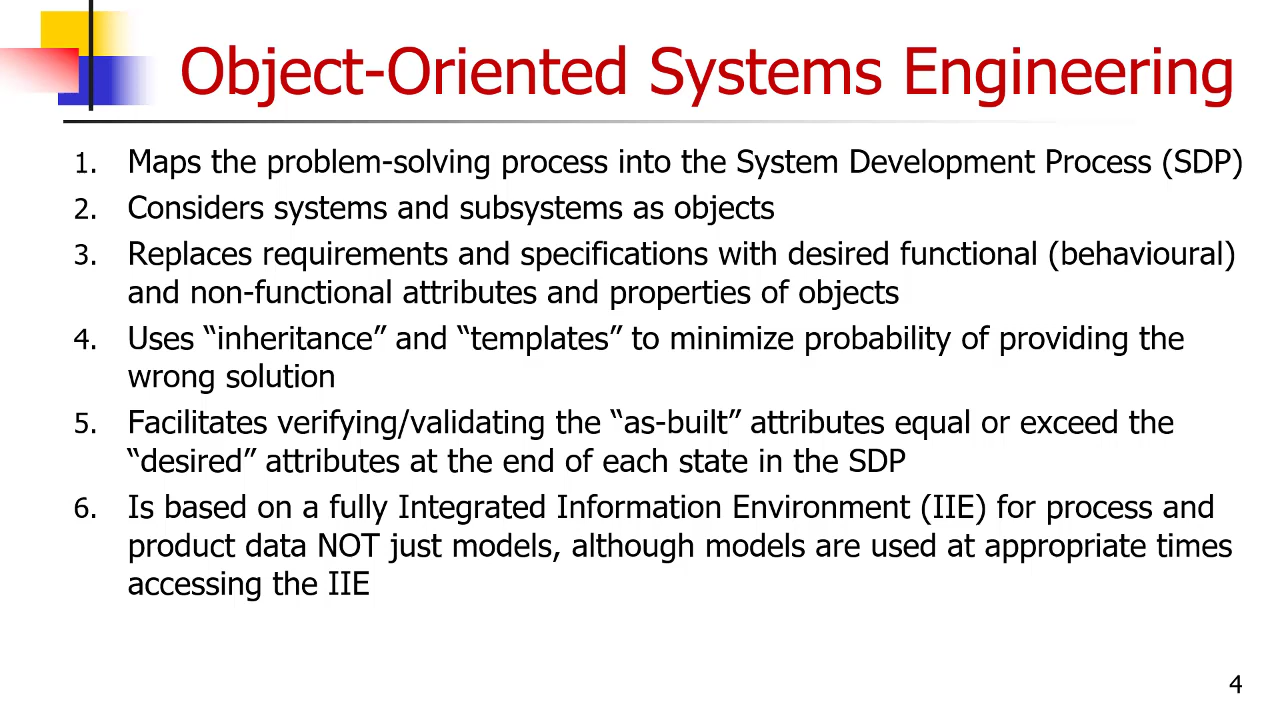 Object-Oriented Systems Engineering
1. Maps the problem-solving process into the System Development Process (SDP)
2. Considers systems and subsystems as objects
3. Replaces requirements and specifications with desired functional (behavioural)
and non-functional attributes and properties of objects
4. Uses “inheritance” and “templates” to minimize probability of providing the
wrong solution
5. Facilitates verifying/validating the “as-built” attributes equal or exceed the
“desired” attributes at the end of each state in the SDP
6. Is based on a fully Integrated Information Environment (IIE) for process and
product data NOT just models, although models are used at appropriate times
accessing the IIE
4